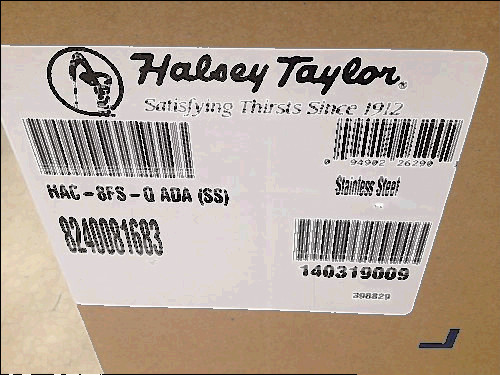 Halsey Taylor®
Satisfying Thirsts Since 1912
0 94902 26290
HAC-8FS-Q ADA (SS)
Stainless Steel
8240081683
140319009
398829